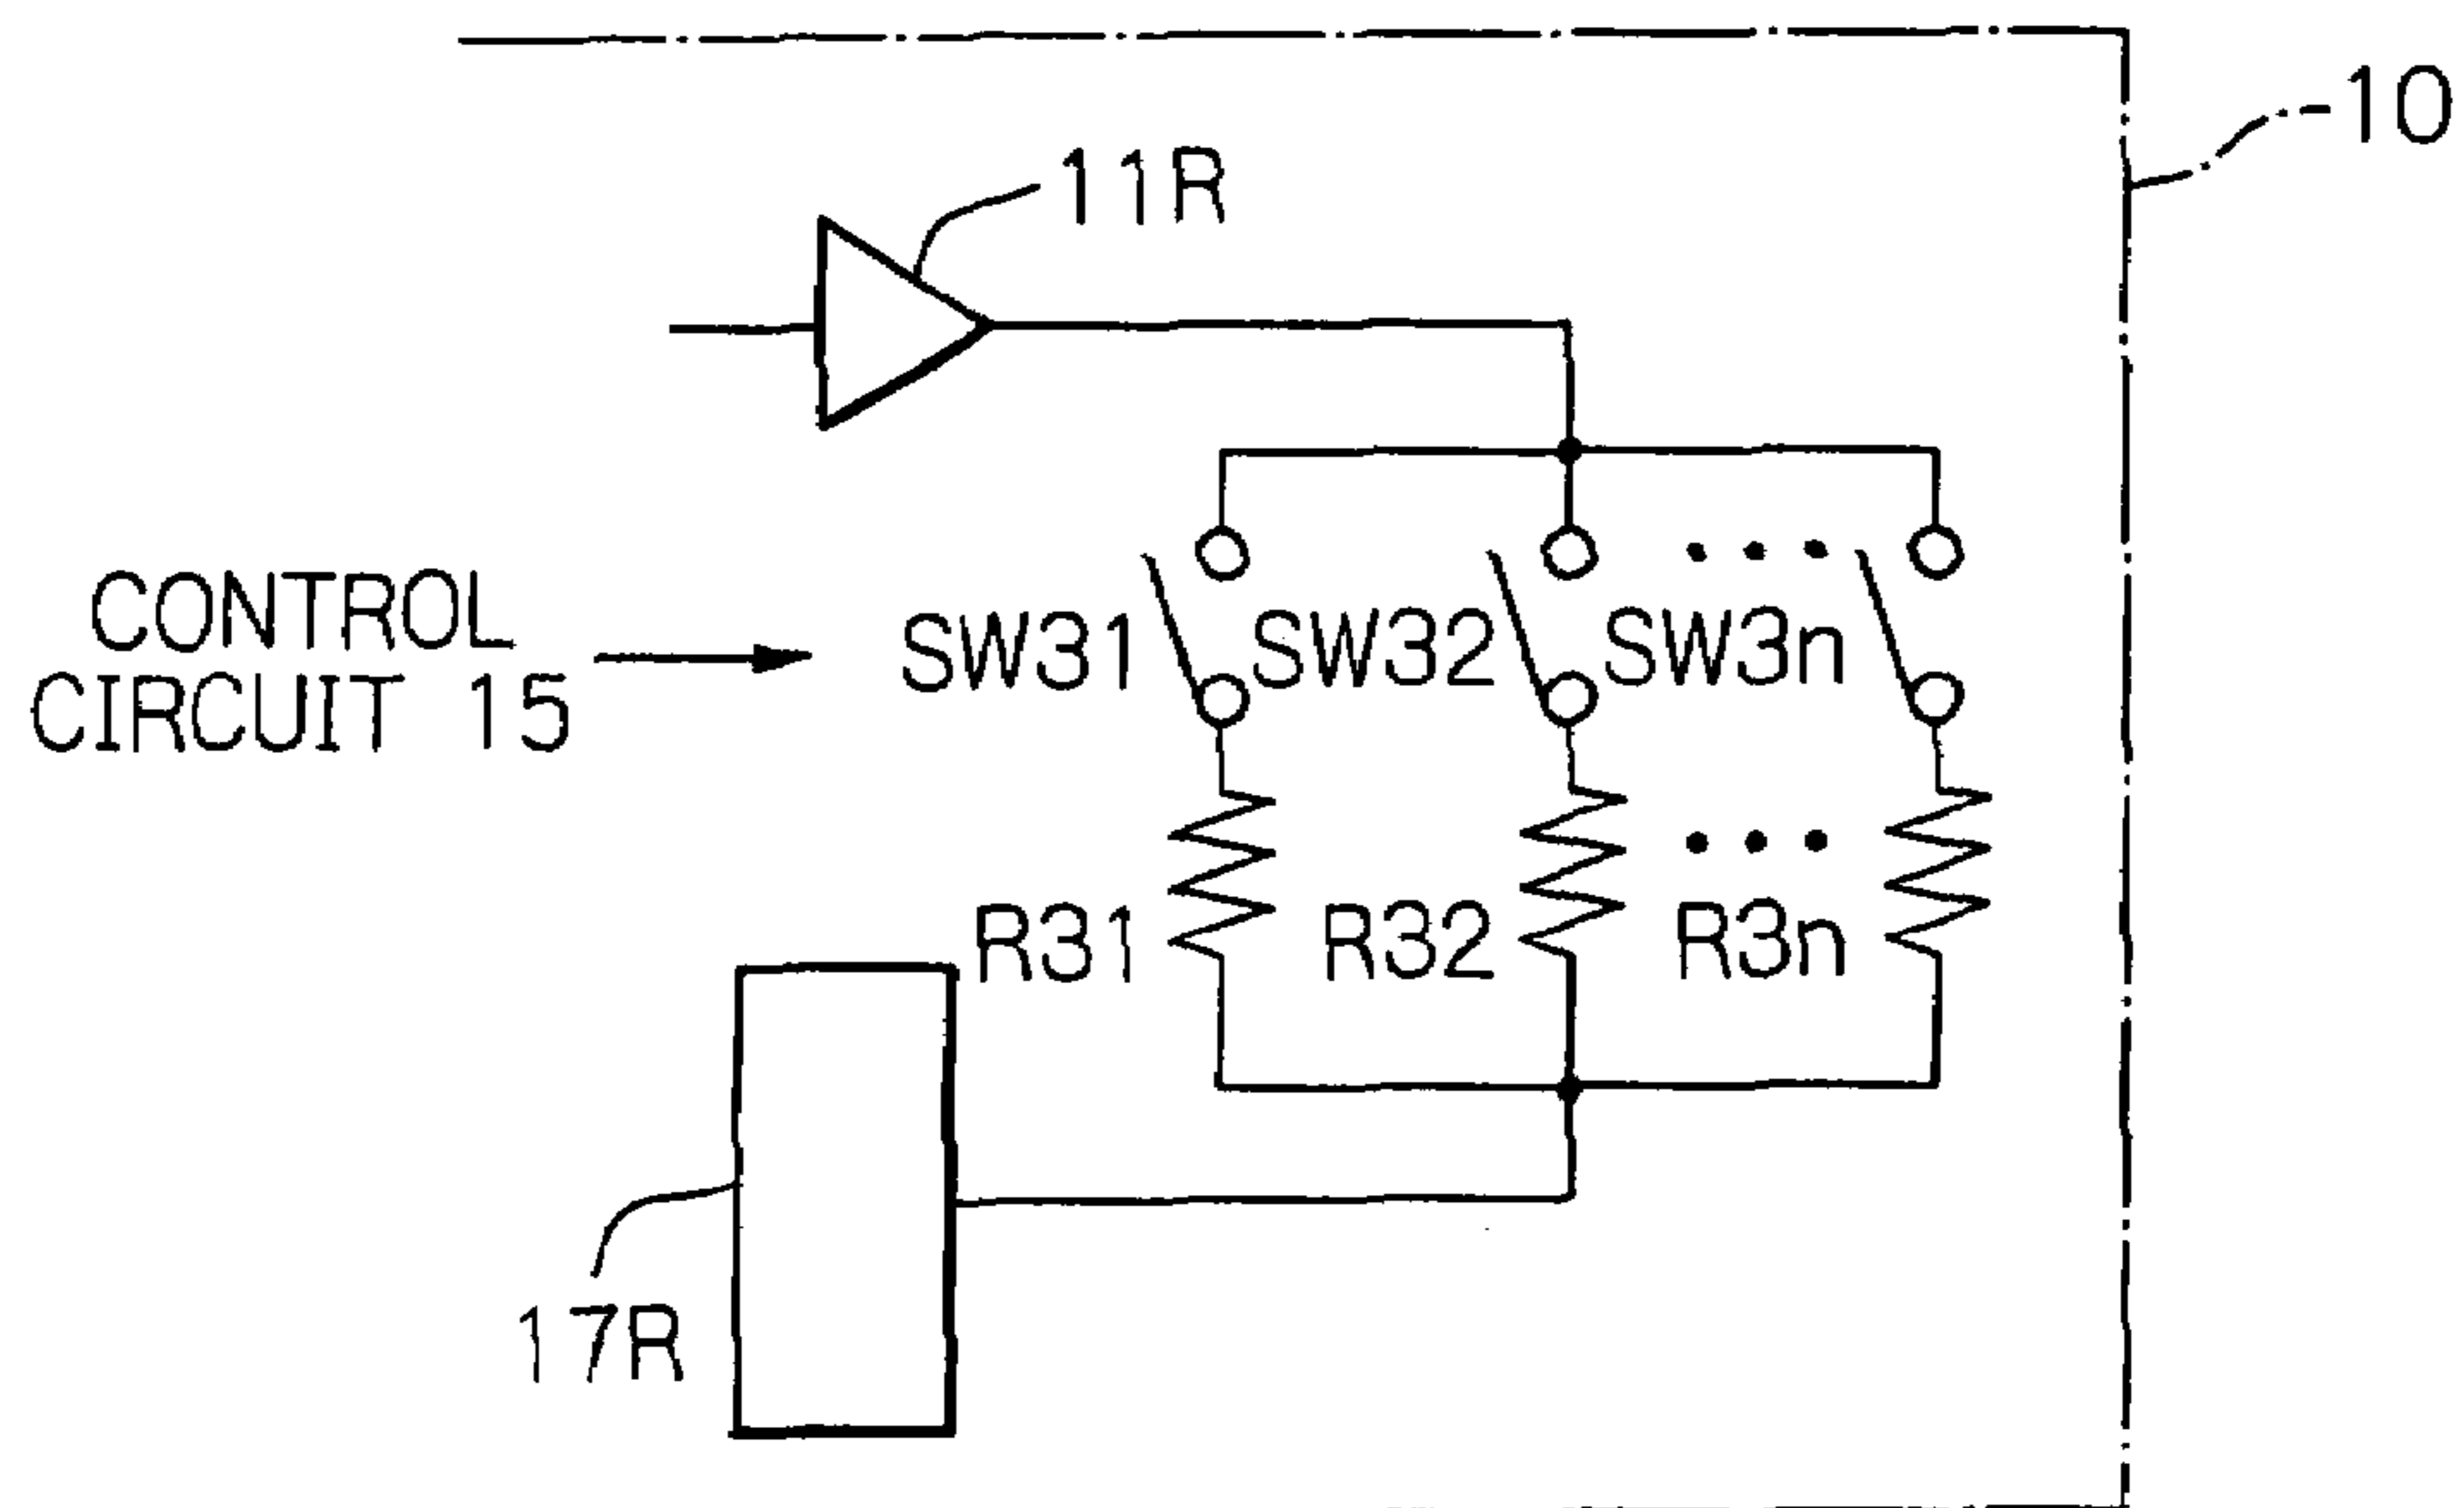 10
11R
CONTROL
CIRCUIT 15
SW31
SW32
SW3n
R31
R32
R3n
17R